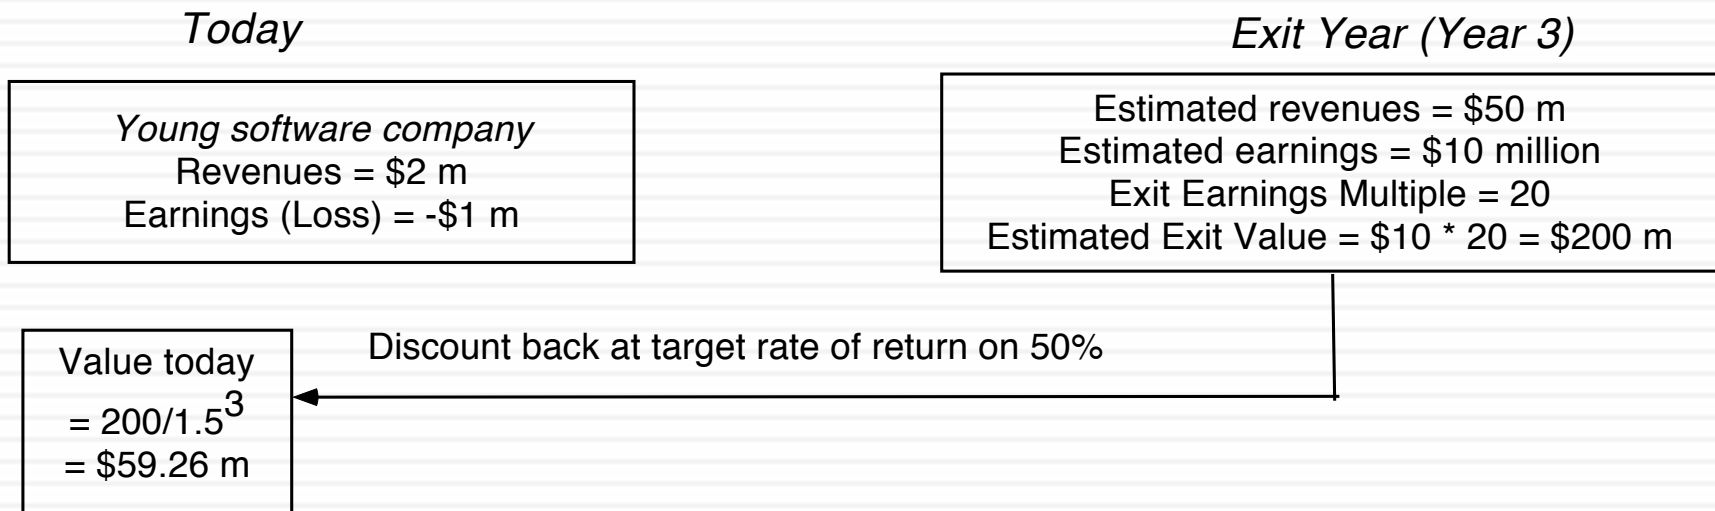 Today
Exit Year (Year 3)
Young software company
Revenues = $2 m
Earnings (Loss) = -$1 m
Estimated revenues = $50 m
Estimated earnings = $10 million
Exit Earnings Multiple = 20
Estimated Exit Value = $10 * 20 = $200 m
Discount back at target rate of return on 50%
Value today
= 200/1.5³
= $59.26 m